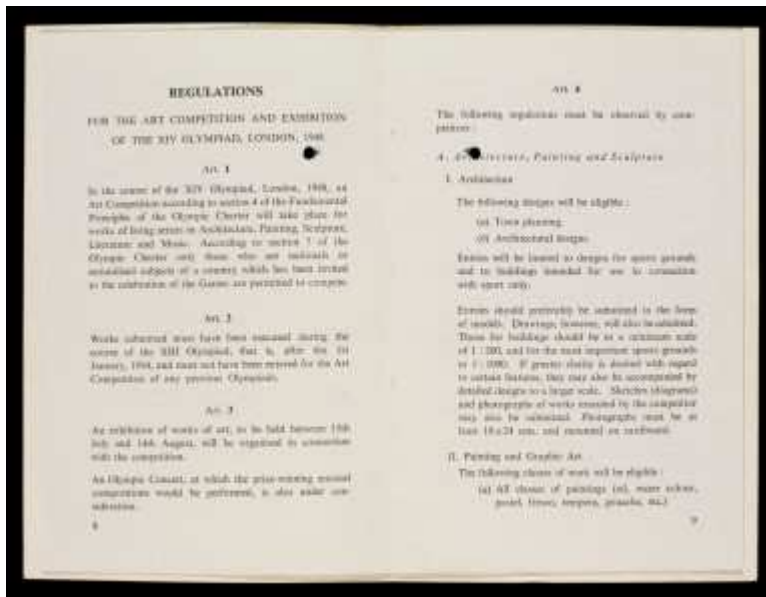 REGULATIONS
FOR THE ART COMPETITION AND EXHIBITION
OF THE XIV OLYMPIAD, LONDON, 1948
Art. 1
In the course of the XIV Olympiad, London, 1948, an
Art Competition according to section 4 of the Fundamental
Principles of the Olympic Charter will take place for
works of living artists in Architecture, Painting, Sculpture,
Literature and Music. According to section 7 of the
Olympic Charter only those who are nationals or
naturalised subjects of a country which has been invited
to the celebration of the Games are permitted to compete.
Art. 2
Works submitted must have been executed during the
course of the XIII Olympiad, that is, after the 1st
January, 1944, and must not have been entered for the Art
Competition of any previous Olympiads.
Art. 3
An exhibition of works of art, to be held between 15th
July and 14th August, will be organised in connection
with the competition.
An Olympic Concert, at which the prize-winning musical
compositions would be performed, is also under con-
sideration.
8
Art. 4
The following regulations must be observed by com-
petitors :
A. Architecture, Painting and Sculpture
I. Architecture
The following designs will be eligible :
(a) Town planning.
(b) Architectural designs.
Entries will be limited to designs for sports grounds
and to buildings intended for use in connection
with sport only.
Entries should preferably be submitted in the form
of models. Drawings, however, will also be admitted.
Those for buildings should be to a minimum scale
of 1 : 200, and for the most important sports grounds
to 1 : 1000. If greater clarity is desired with regard
to certain features, they may also be accompanied by
detailed designs to a larger scale. Sketches (diagrams)
and photographs of works executed by the competitor
may also be submitted. Photographs must be at
least 18 x 24 cms. and mounted on cardboard.
II. Painting and Graphic Art
The following classes of work will be eligible :
(a) All classes of paintings (oil, water colour,
pastel, fresco, tempera, gouache, etc.)
9